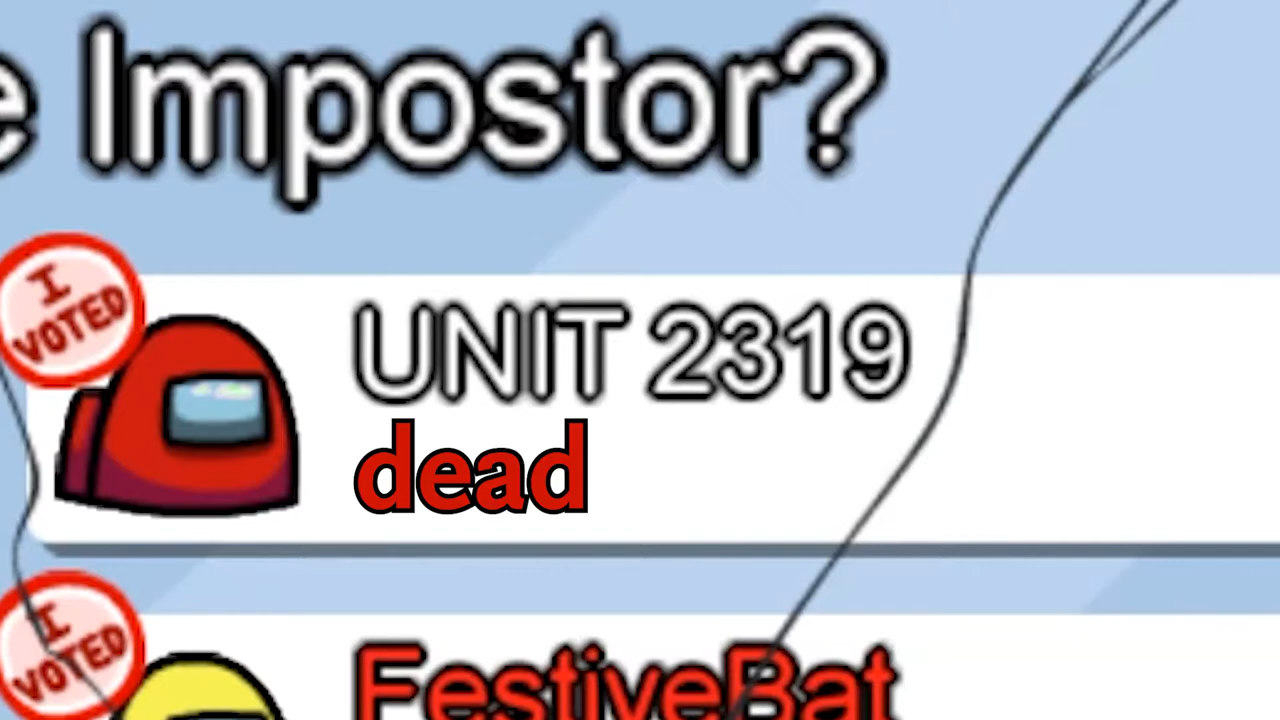 e Impostor?
I VOTED
UNIT 2319
dead
I VOTED
FestiveBat